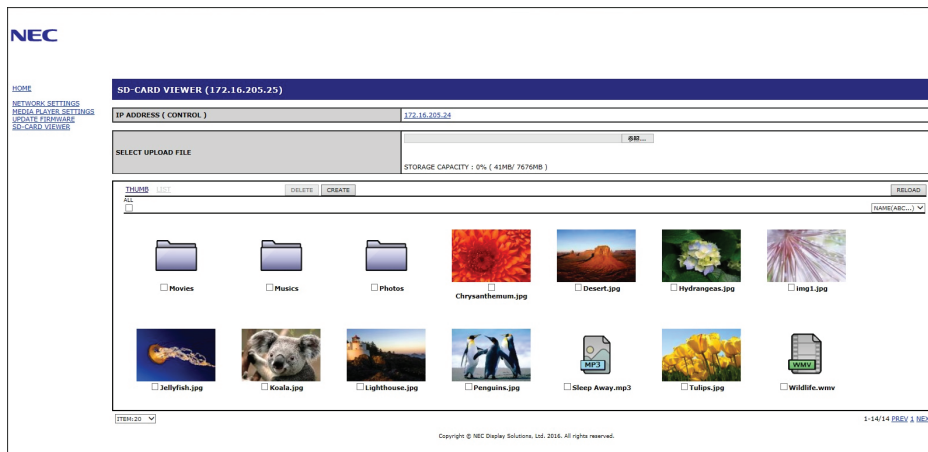 NEC
HOME
NETWORK SETTINGS
MEDIA PLAYER SETTINGS
UPDATE FIRMWARE
SD-CARD VIEWER
SD-CARD VIEWER (172.16.205.25)
IP ADDRESS ( CONTROL )
172.16.205.24
SELECT UPLOAD FILE
参照...
STORAGE CAPACITY : 0% ( 41MB/ 7676MB )
THUMB LIST DELETE CREATE RELOAD
ALL
NAME(ABC...)
Movies Musics Photos Chrysanthemum.jpg Desert.jpg Hydrangeas.jpg img1.jpg
MP3 WMV
Jellyfish.jpg Koala.jpg Lighthouse.jpg Penguins.jpg Sleep Away.mp3 Tulips.jpg Wildlife.wmv
ITEM:20 1-14/14 PREV 1 NEX
Copyright © NEC Display Solutions, Ltd. 2016. All rights reserved.